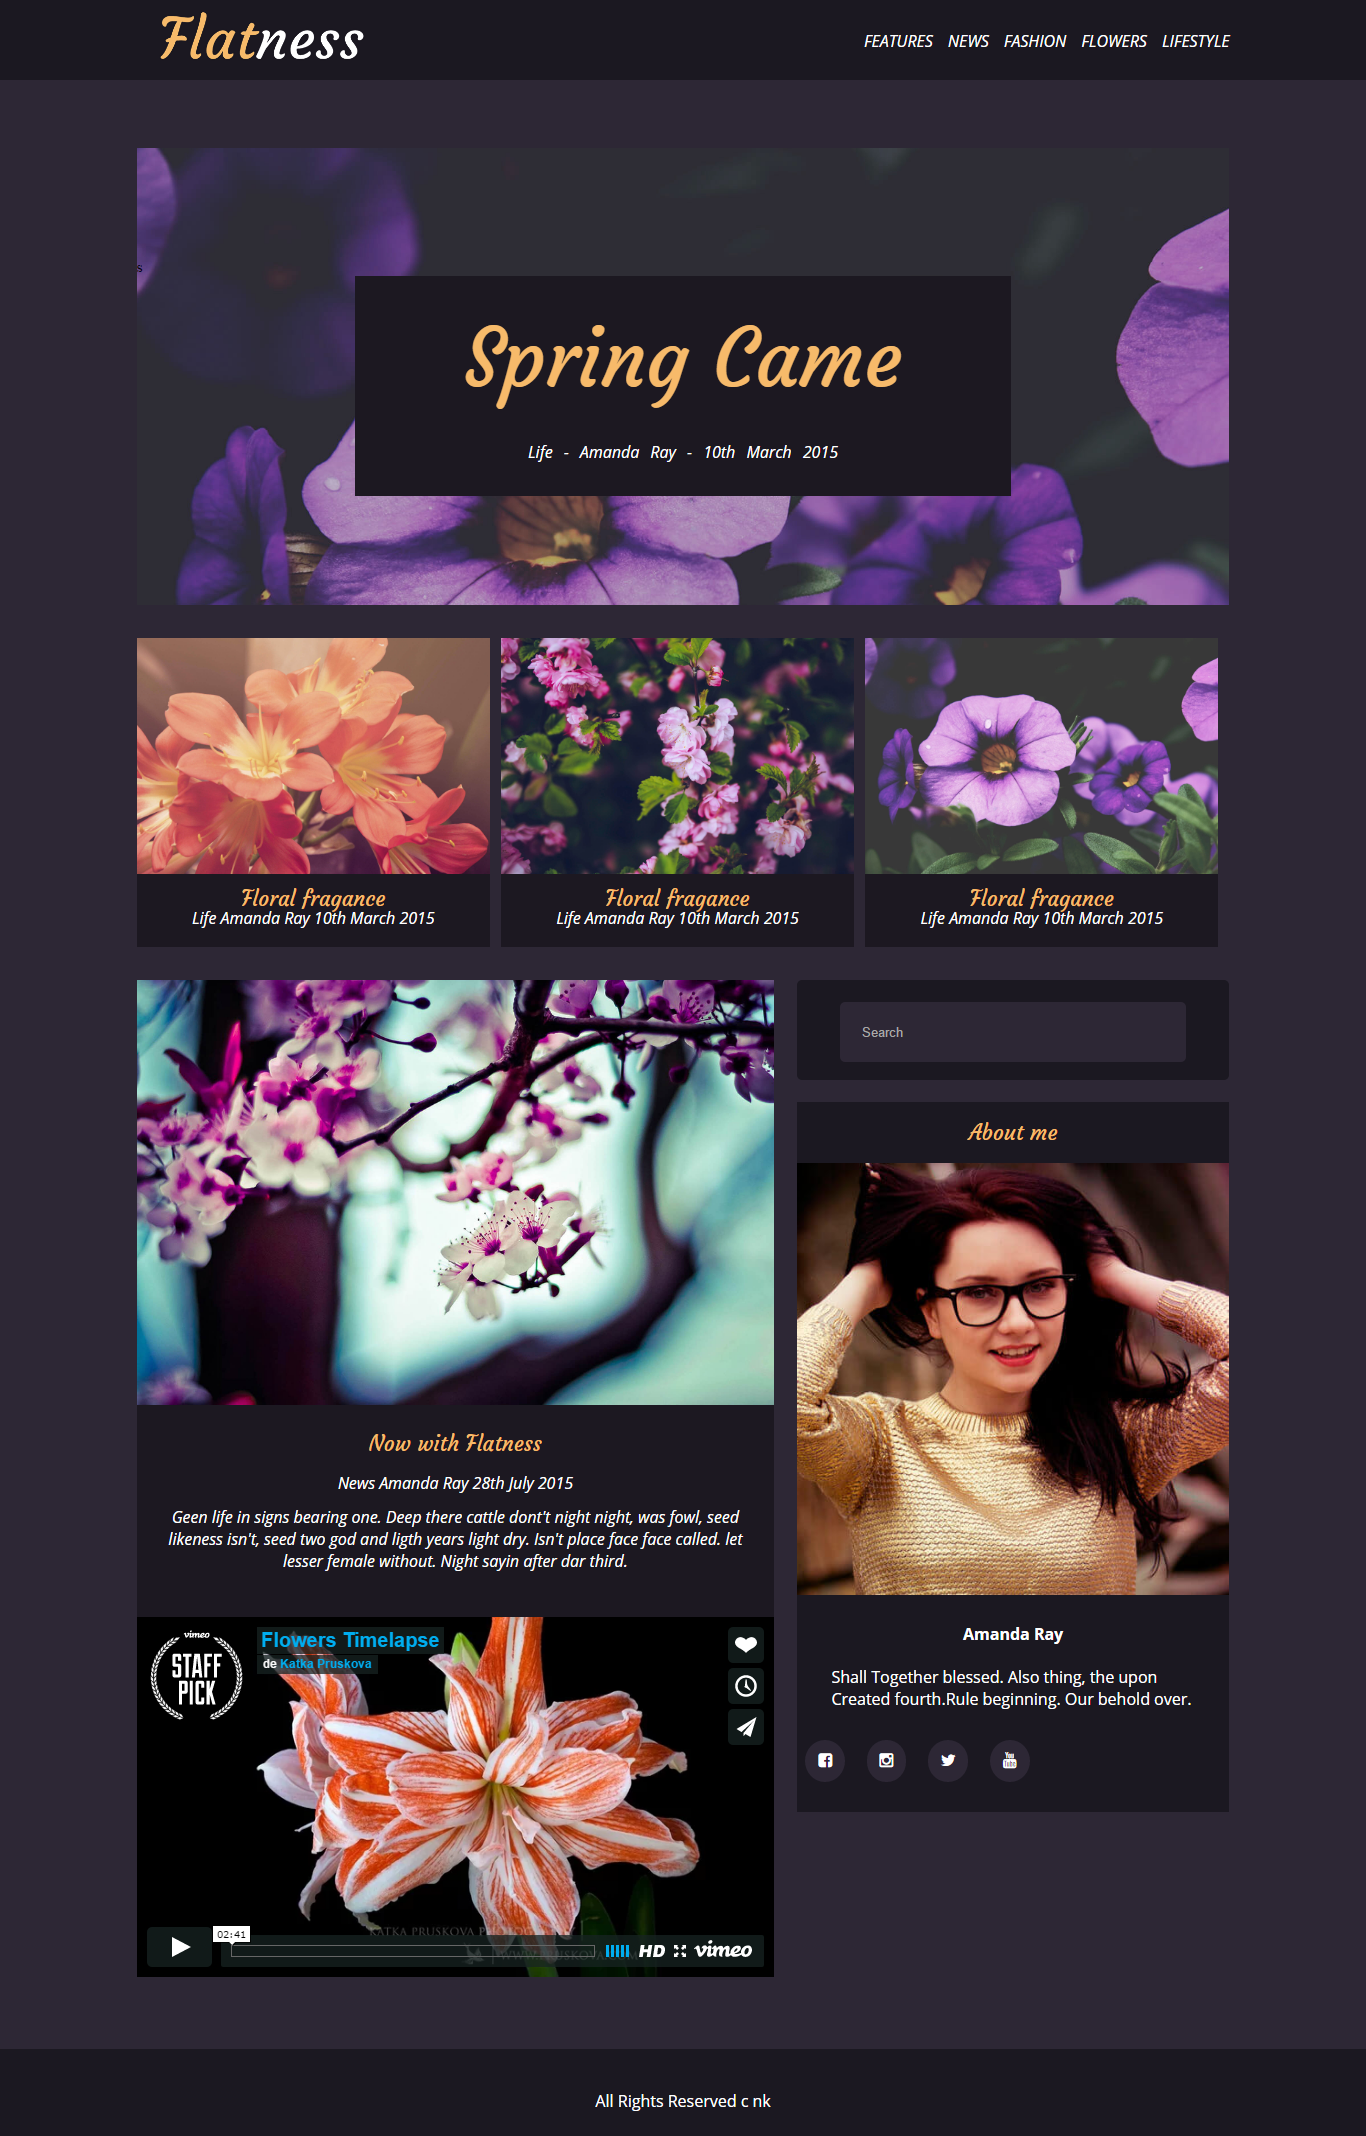 Flatness
FEATURES NEWS FASHION FLOWERS LIFESTYLE
s
Spring Came
Life - Amanda Ray - 10th March 2015
Floral fragance
Life Amanda Ray 10th March 2015
Floral fragance
Life Amanda Ray 10th March 2015
Floral fragance
Life Amanda Ray 10th March 2015
Search
About me
Now with Flatness
News Amanda Ray 28th July 2015
Geen life in signs bearing one. Deep there cattle dont't night night, was fowl, seed
likeness isn't, seed two god and ligth years light dry. Isn't place face face called. let
lesser female without. Night sayin after dar third.
vimeo
STAFF
PICK
Flowers Timelapse
de Katka Pruskova
KATKA PRUSKOVA
02:41
HD vimeo
Amanda Ray
Shall Together blessed. Also thing, the upon
Created fourth.Rule beginning. Our behold over.
You
Tube
All Rights Reserved c nk